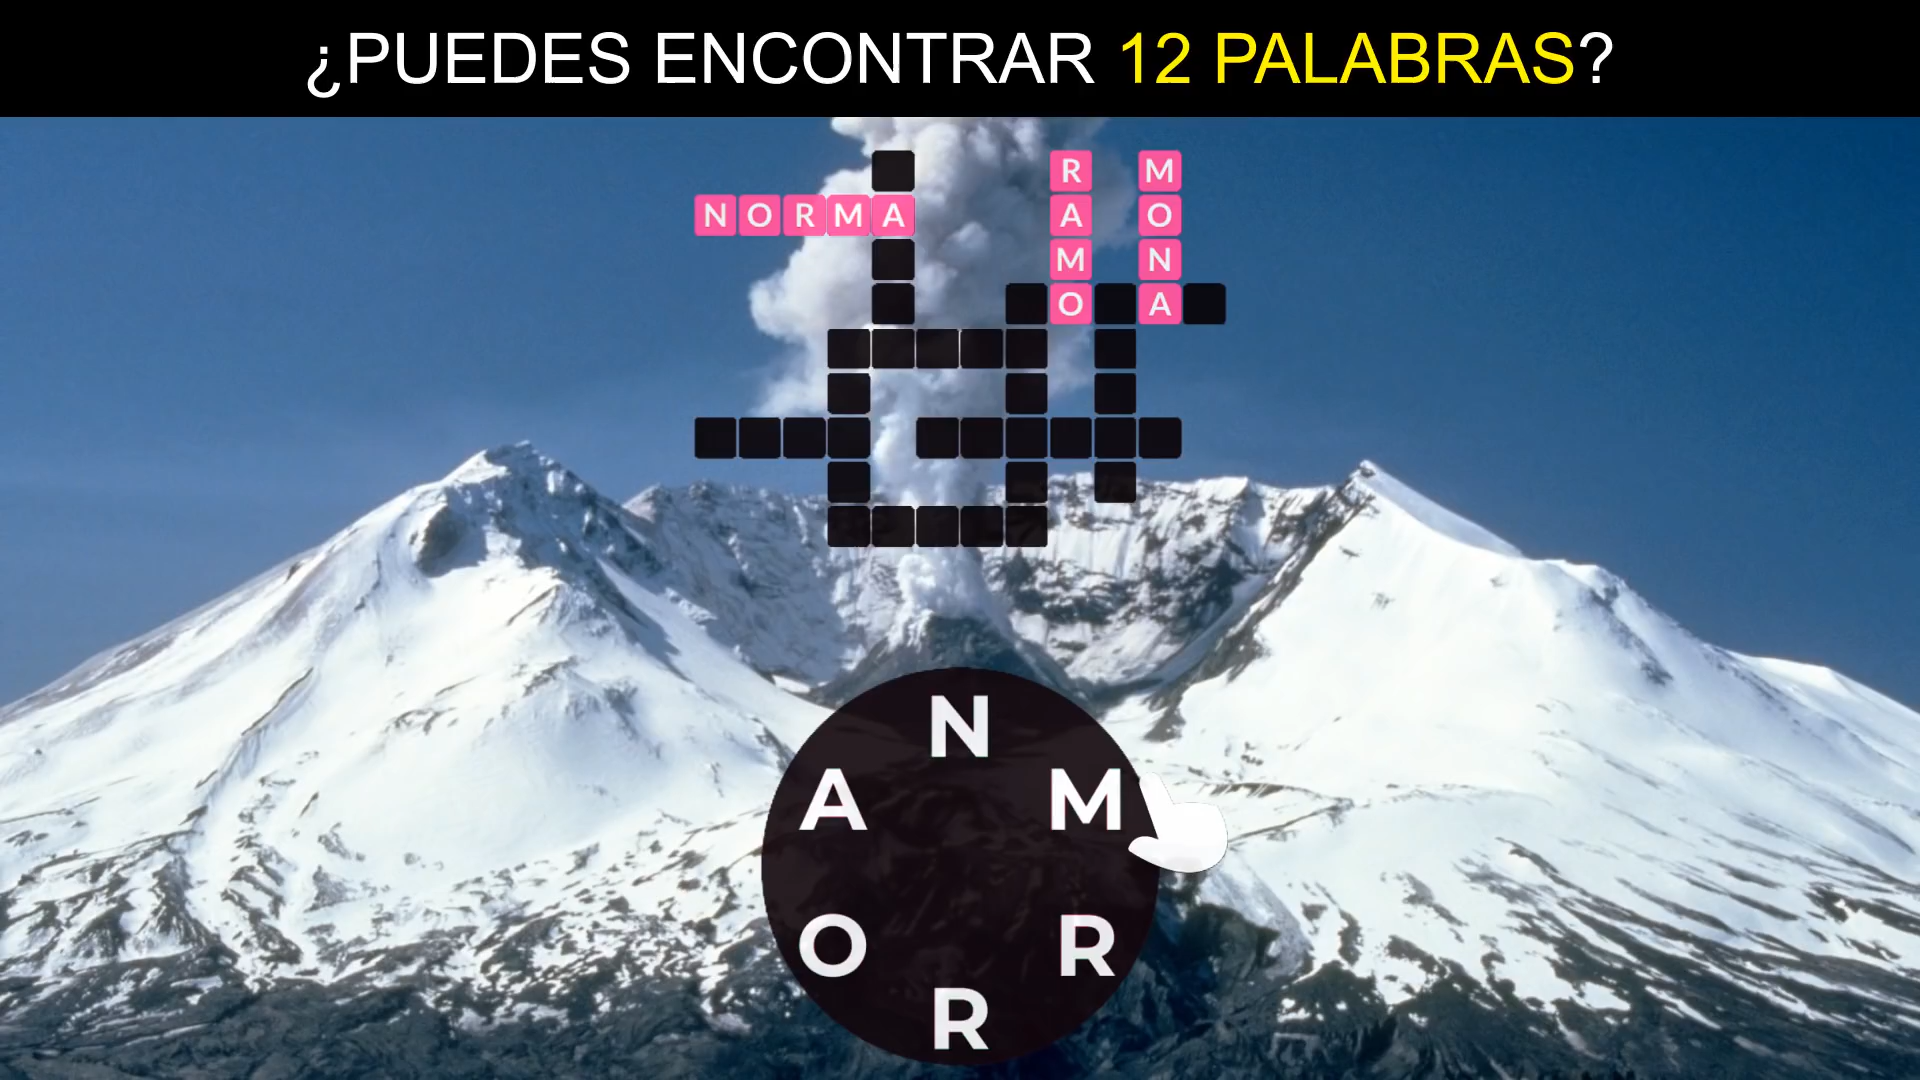 ¿PUEDES ENCONTRAR 12 PALABRAS?
R M
NORMA A O
M N
O A
N
A M
O R
R